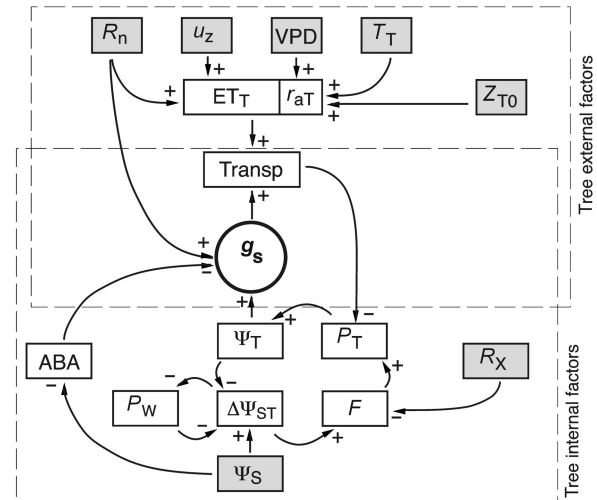 Rn uz VPD TT
+ + + +
ETT raT + ZT0
+
Transp
+
+
gs
-
+ -
ΨT + PT
ABA - + RX
- -
PW ΔΨST F -
- + +
ΨS
Tree external factors
Tree internal factors